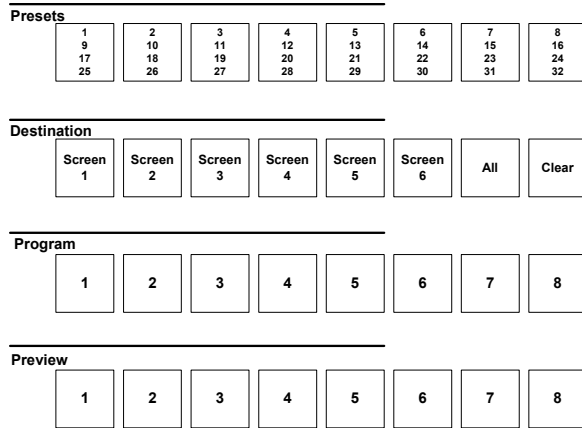 Presets
1 2 3 4 5 6 7 8
9 10 11 12 13 14 15 16
17 18 19 20 21 22 23 24
25 26 27 28 29 30 31 32
Destination
Screen Screen Screen Screen Screen Screen All Clear
1 2 3 4 5 6
Program
1 2 3 4 5 6 7 8
Preview
1 2 3 4 5 6 7 8